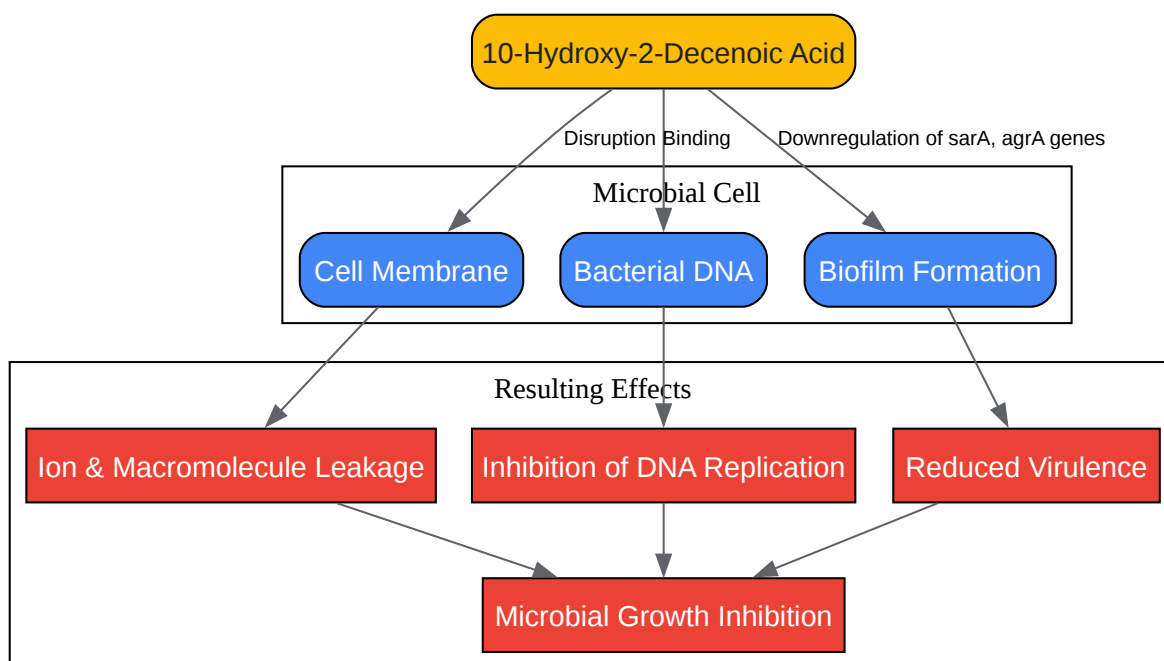 10-Hydroxy-2-Decenoic Acid
Disruption
Binding
Downregulation of sarA, agrA genes
Microbial Cell
Cell Membrane
Bacterial DNA
Biofilm Formation
Resulting Effects
Ion & Macromolecule Leakage
Inhibition of DNA Replication
Reduced Virulence
Microbial Growth Inhibition